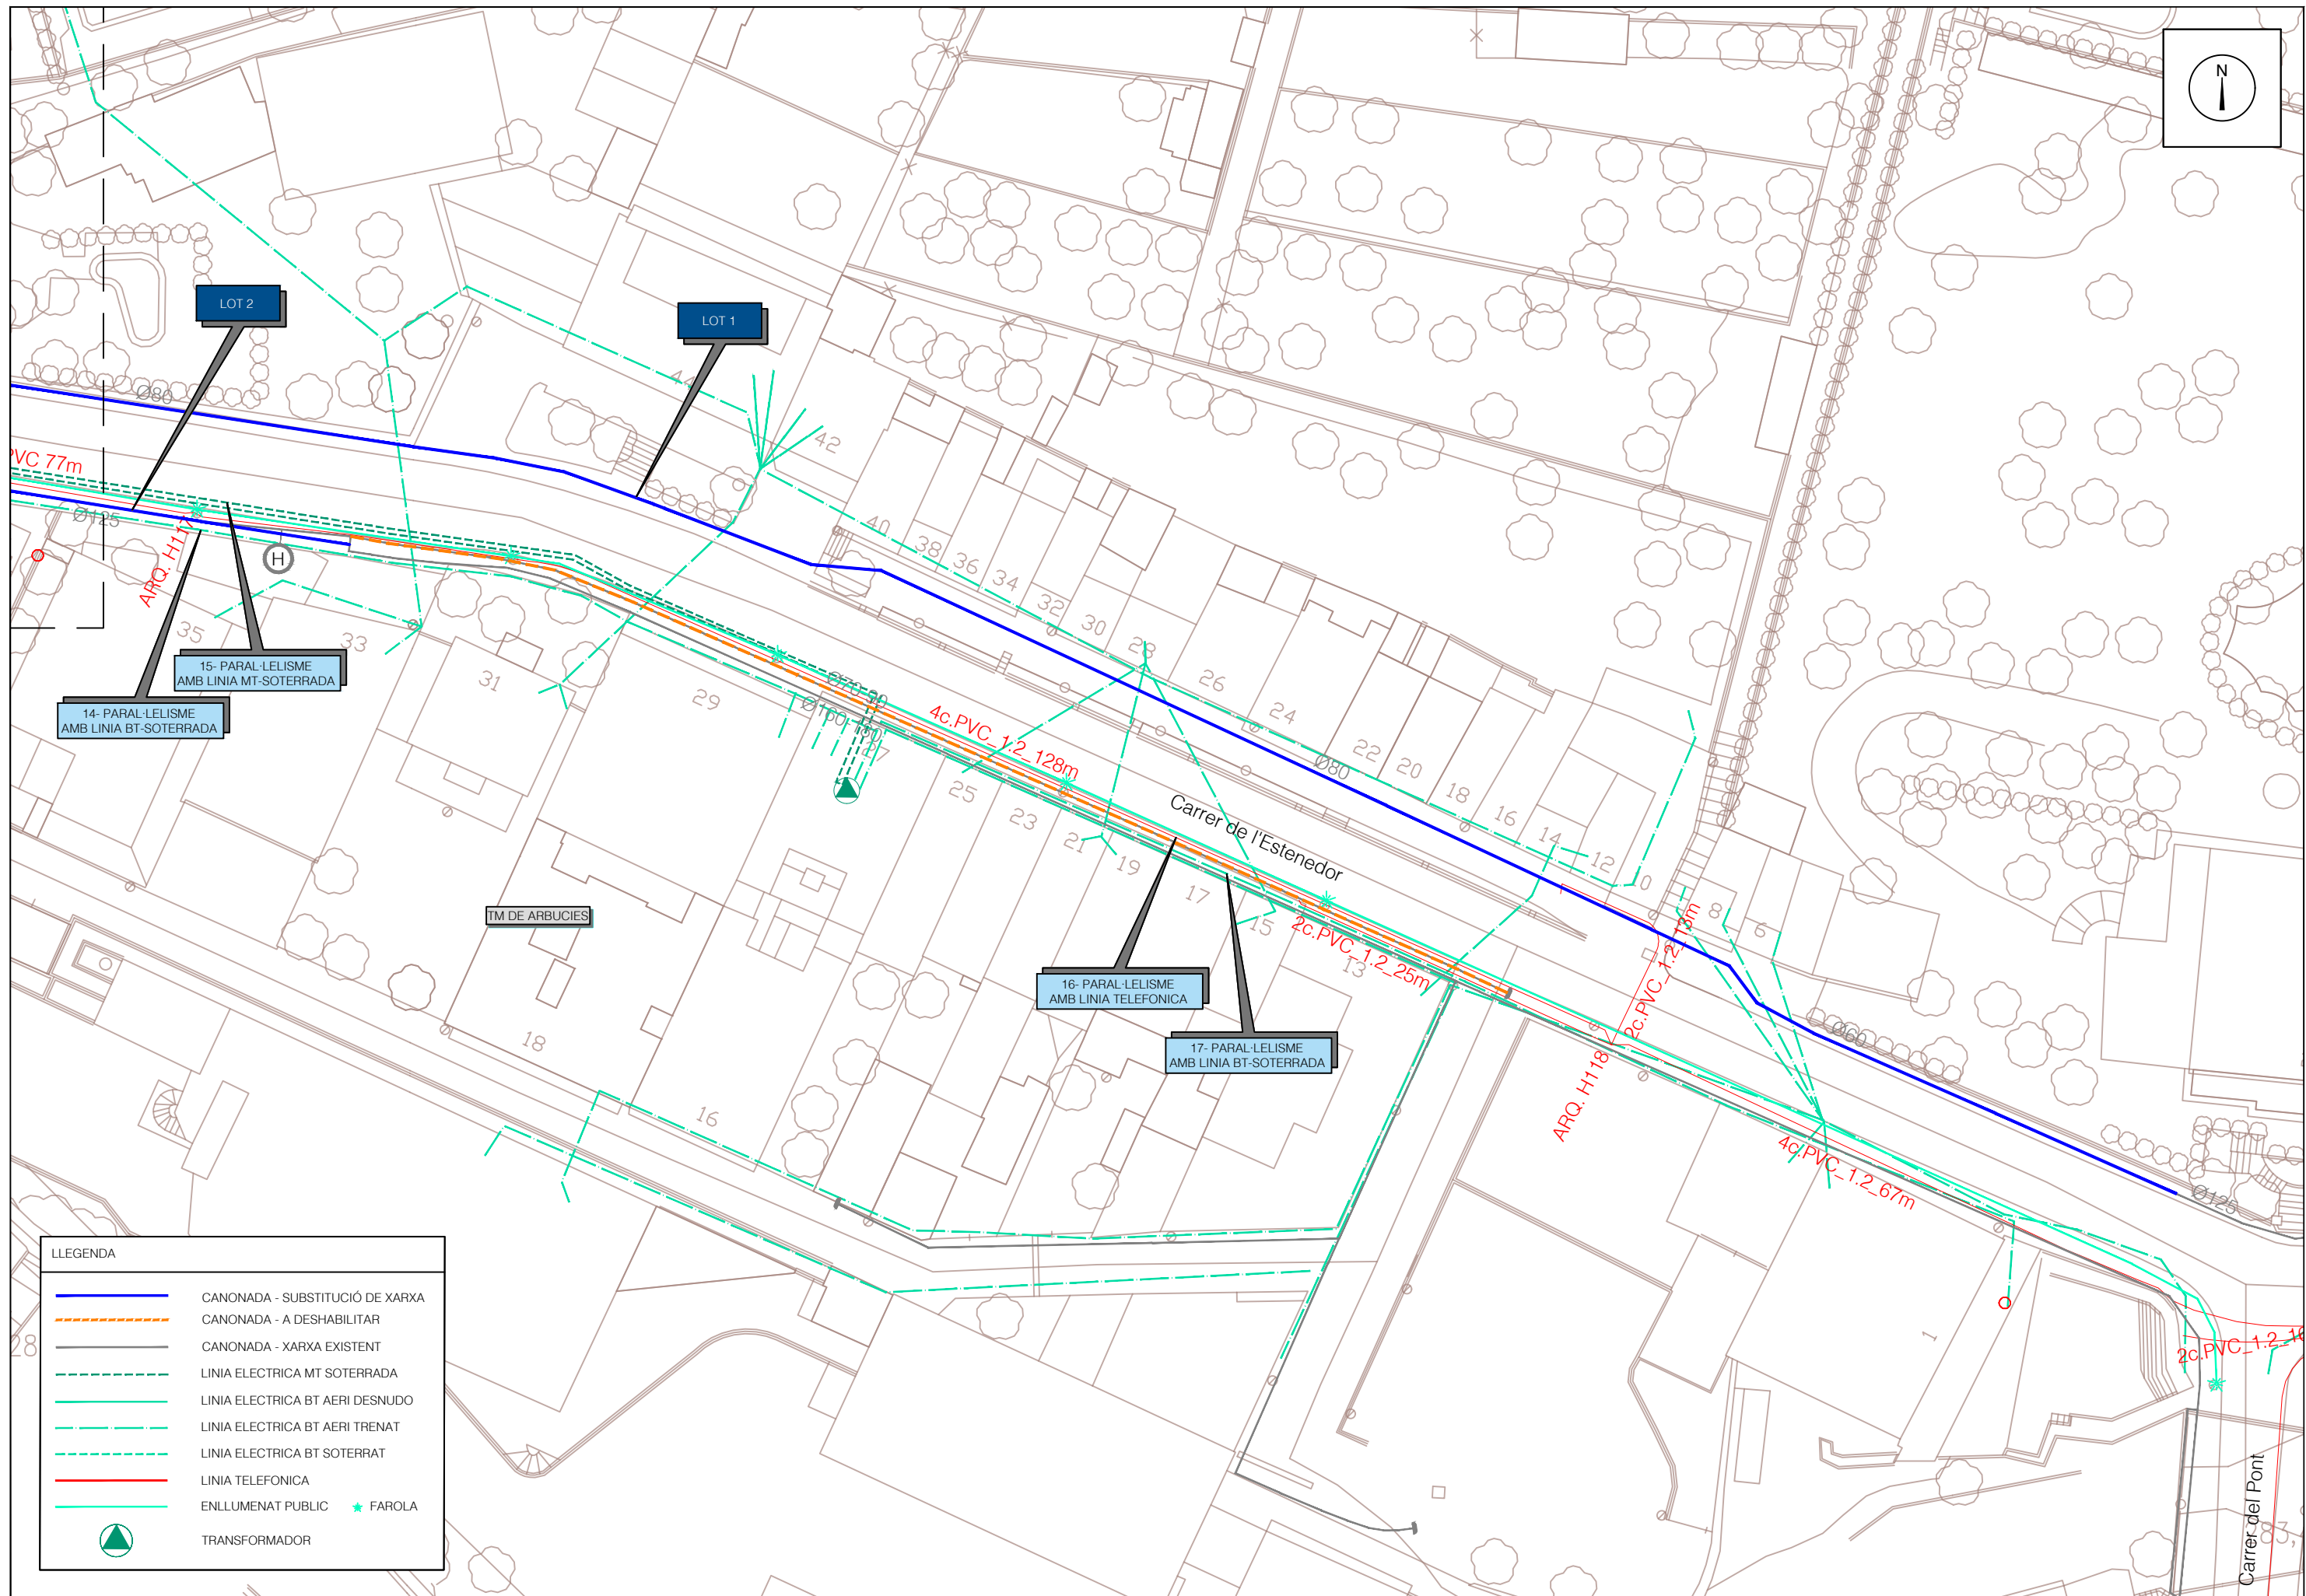 N
LOT 2
LOT 1
44
42
Ø80
PVC 77m
Ø125
ARQ. H117
H
40
38
36
34
32
30
28
26
24
22
20
18
16
14
12
10
8
6
35
33
31
29
27
25
23
21
19
17
15
13
15- PARAL·LELISME
AMB LINIA MT-SOTERRADA
14- PARAL·LELISME
AMB LINIA BT-SOTERRADA
4c.PVC_1.2_128m
Ø80
Carrer de l'Estenedor
TM DE ARBUCIES
2c.PVC_1.2_25m
2c.PVC_1.2_13m
16- PARAL·LELISME
AMB LINIA TELEFONICA
17- PARAL·LELISME
AMB LINIA BT-SOTERRADA
ARQ. H118
Ø60
18
16
4c.PVC_1.2_67m
Ø125
1
28
Carrer del Pont
83,
LLEGENDA
CANONADA - SUBSTITUCIÓ DE XARXA
CANONADA - A DESHABILITAR
CANONADA - XARXA EXISTENT
LINIA ELECTRICA MT SOTERRADA
LINIA ELECTRICA BT AERI DESNUDO
LINIA ELECTRICA BT AERI TRENAT
LINIA ELECTRICA BT SOTERRAT
LINIA TELEFONICA
ENLLUMENAT PUBLIC FAROLA
TRANSFORMADOR